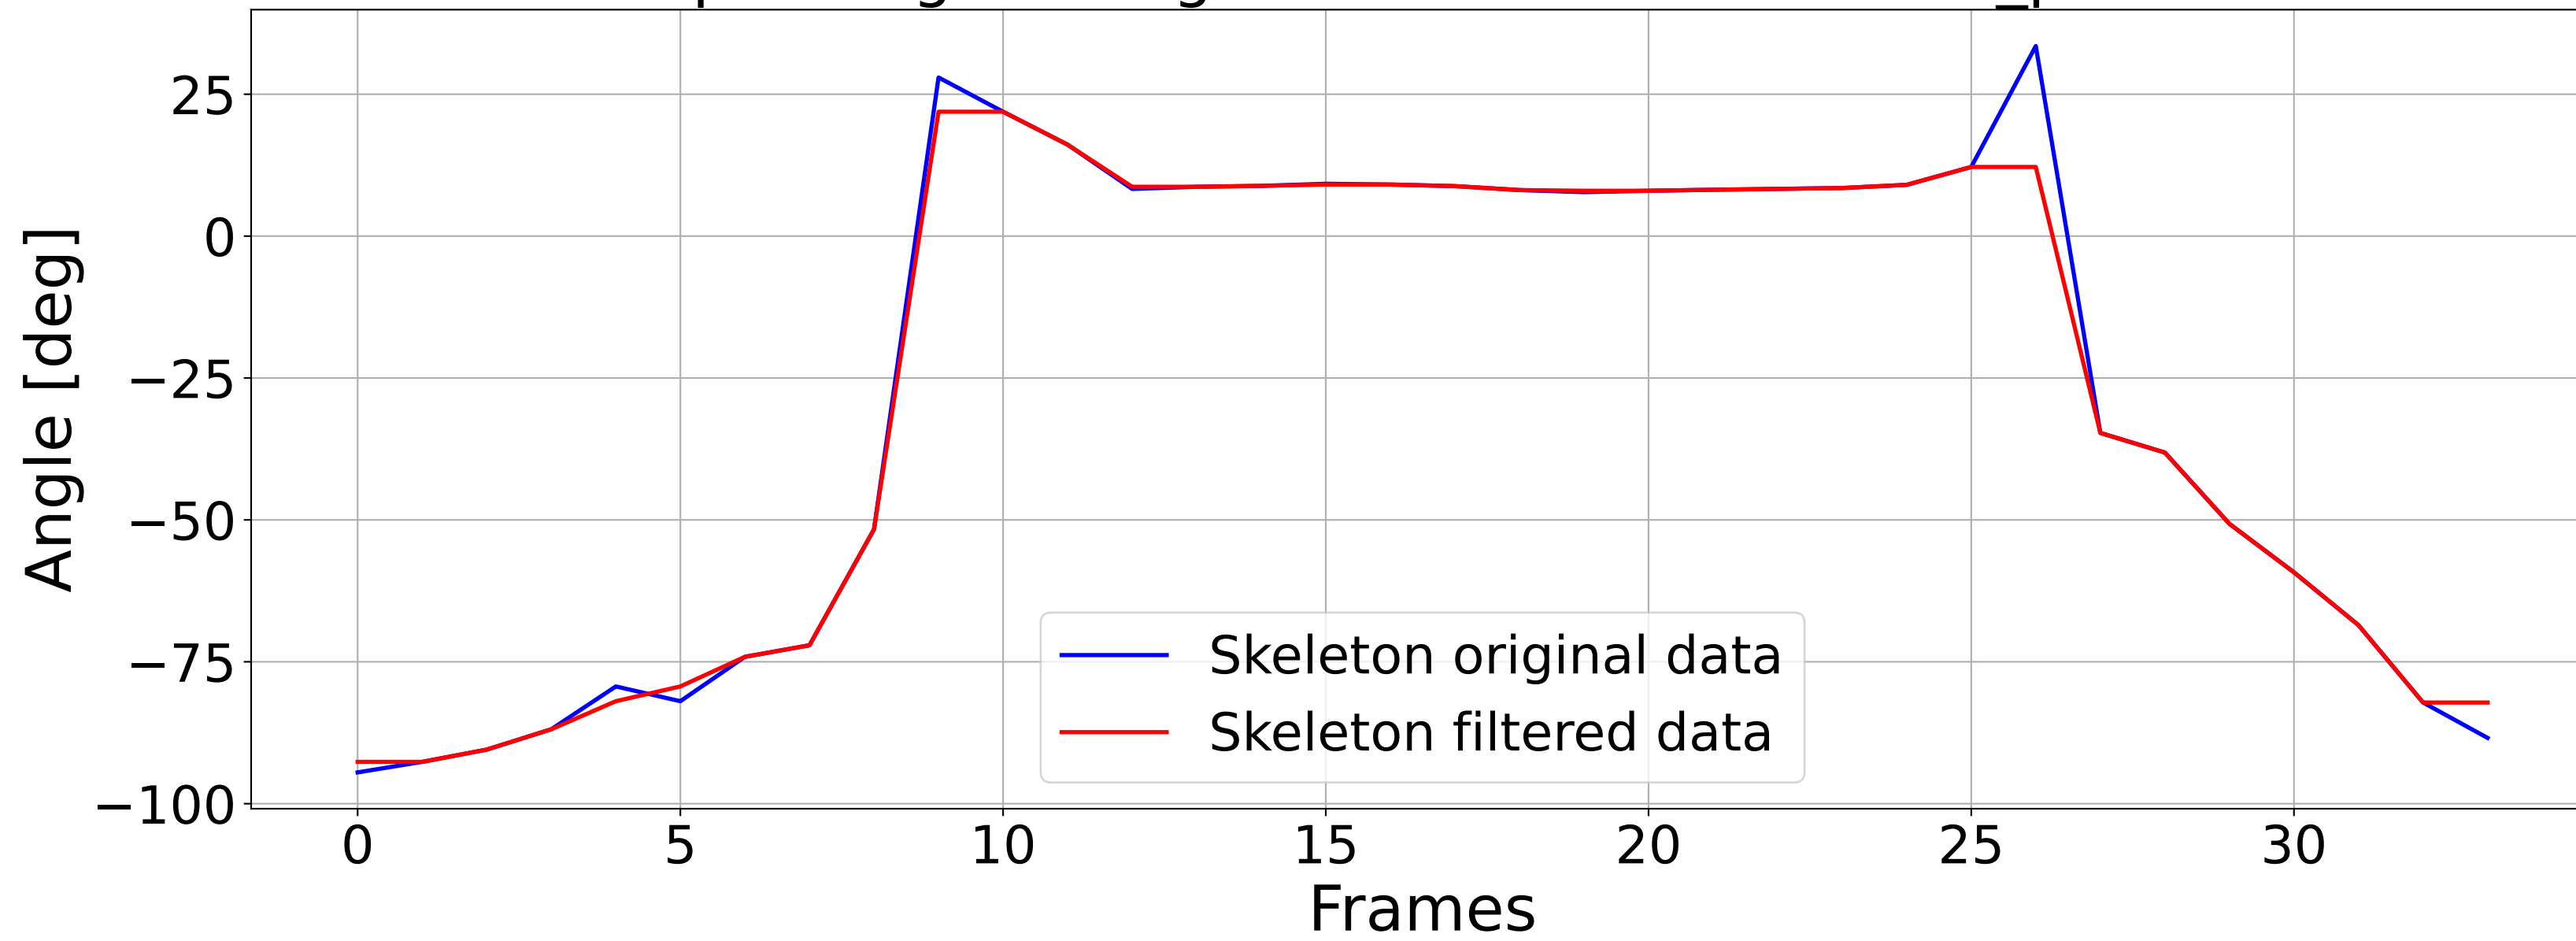 25
0
−25
−50
−75
−100
Angle [deg]
Skeleton original data
Skeleton filtered data
0 5 10 15 20 25 30
Frames